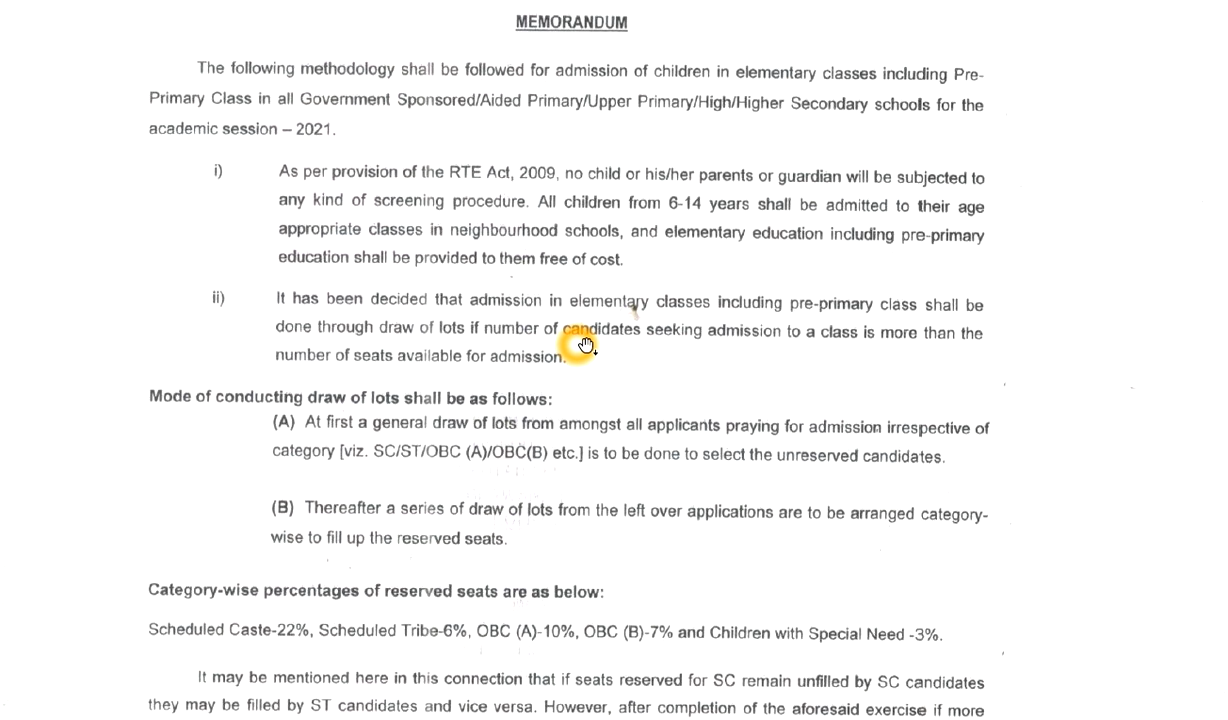 MEMORANDUM
The following methodology shall be followed for admission of children in elementary classes including Pre-
Primary Class in all Government Sponsored/Aided Primary/Upper Primary/High/Higher Secondary schools for the
academic session – 2021.
i) As per provision of the RTE Act, 2009, no child or his/her parents or guardian will be subjected to
any kind of screening procedure. All children from 6-14 years shall be admitted to their age
appropriate classes in neighbourhood schools, and elementary education including pre-primary
education shall be provided to them free of cost.
ii) It has been decided that admission in elementary classes including pre-primary class shall be
done through draw of lots if number of candidates seeking admission to a class is more than the
number of seats available for admission.
Mode of conducting draw of lots shall be as follows:
(A) At first a general draw of lots from amongst all applicants praying for admission irrespective of
category [viz. SC/ST/OBC (A)/OBC(B) etc.] is to be done to select the unreserved candidates.
(B) Thereafter a series of draw of lots from the left over applications are to be arranged category-
wise to fill up the reserved seats.
Category-wise percentages of reserved seats are as below:
Scheduled Caste-22%, Scheduled Tribe-6%, OBC (A)-10%, OBC (B)-7% and Children with Special Need -3%.
It may be mentioned here in this connection that if seats reserved for SC remain unfilled by SC candidates
they may be filled by ST candidates and vice versa. However, after completion of the aforesaid exercise if more